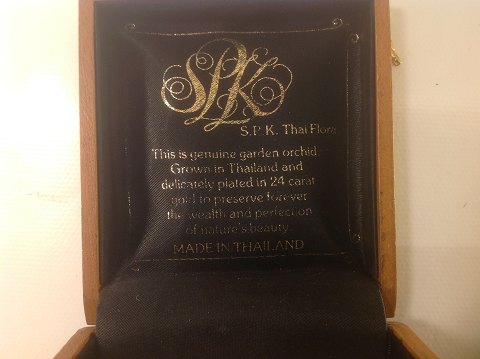 SPK
S.P.K. Thai Flora
This is genuine garden orchid.
Grown in Thailand and
delicately plated in 24 carat
gold to preserve forever
the wealth and perfection
of nature's beauty.
MADE IN THAILAND